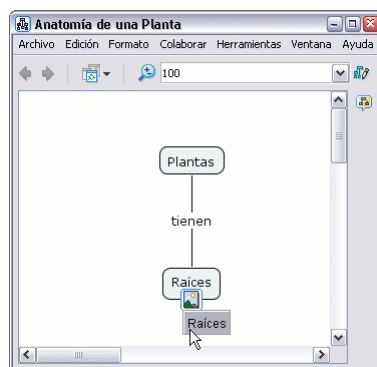 Anatomía de una Planta
Archivo Edición Formato Colaborar Herramientas Ventana Ayuda
100
Plantas
tienen
Raíces
Raíces